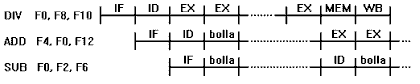 DIV F0, F8, F10 IF ID EX EX EX MEM WB
ADD F4, F0, F12 IF ID bolla EX EX
SUB F0, F2, F6 IF bolla ID bolla